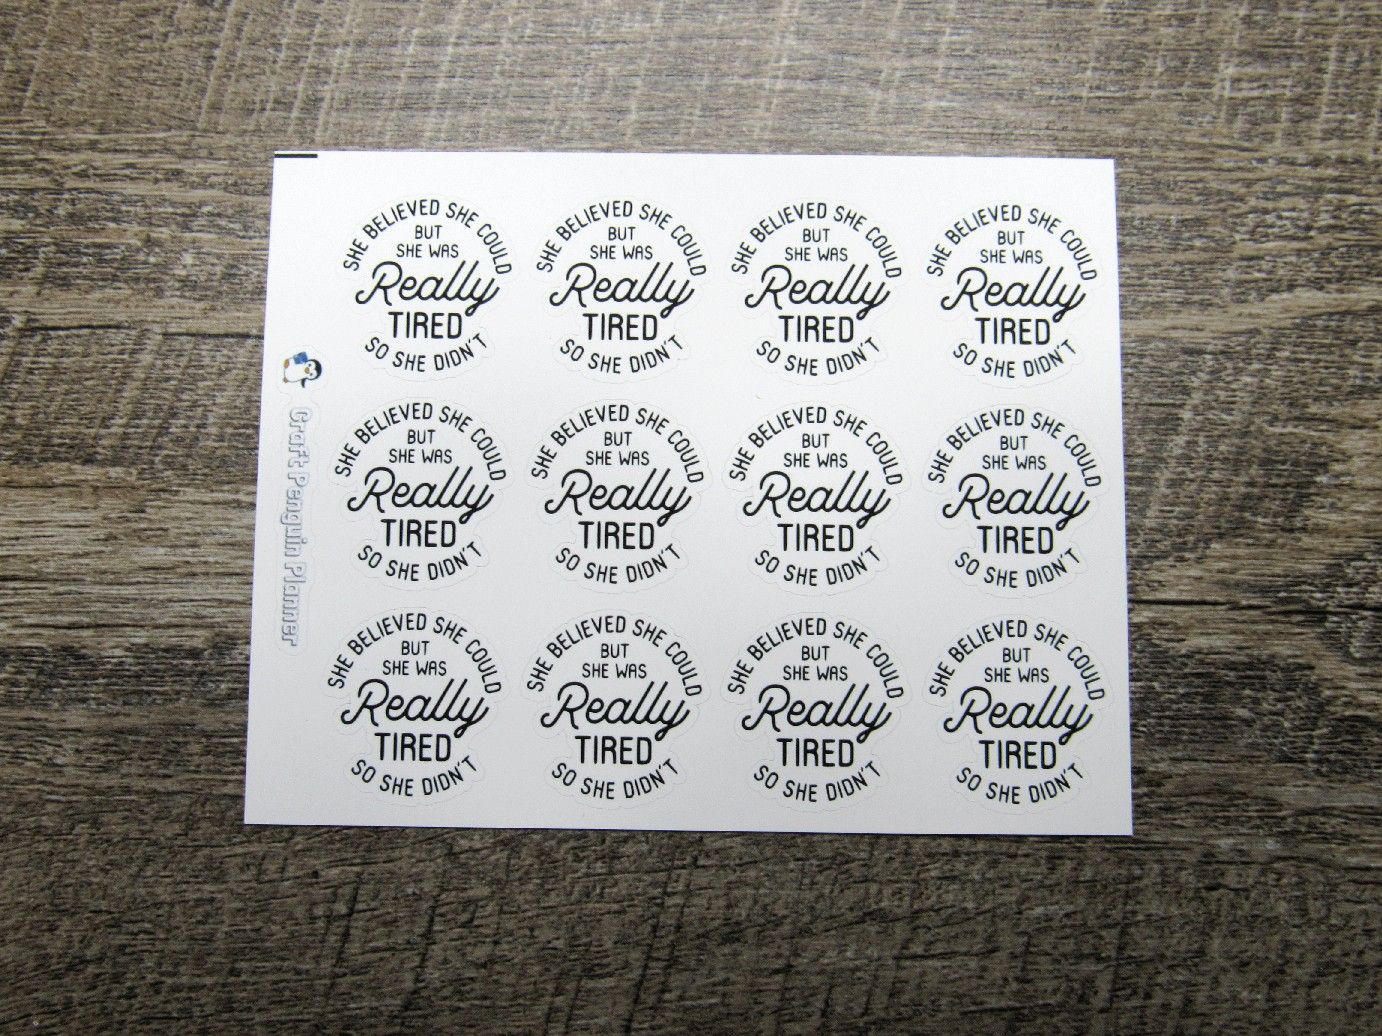 SHE BELIEVED SHE COULD
BUT
SHE WAS
Really
TIRED
SO SHE DIDN'T
SHE BELIEVED SHE COULD
BUT
SHE WAS
Really
TIRED
SO SHE DIDN'T
SHE BELIEVED SHE COULD
BUT
SHE WAS
Really
TIRED
SO SHE DIDN'T
SHE BELIEVED SHE COULD
BUT
SHE WAS
Really
TIRED
SO SHE DIDN'T
Craft Penguin Planner
SHE BELIEVED SHE COULD
BUT
SHE WAS
Really
TIRED
SO SHE DIDN'T
SHE BELIEVED SHE COULD
BUT
SHE WAS
Really
TIRED
SO SHE DIDN'T
SHE BELIEVED SHE COULD
BUT
SHE WAS
Really
TIRED
SO SHE DIDN'T
SHE BELIEVED SHE COULD
BUT
SHE WAS
Really
TIRED
SO SHE DIDN'T
SHE BELIEVED SHE COULD
BUT
SHE WAS
Really
TIRED
SO SHE DIDN'T
SHE BELIEVED SHE COULD
BUT
SHE WAS
Really
TIRED
SO SHE DIDN'T
SHE BELIEVED SHE COULD
BUT
SHE WAS
Really
TIRED
SO SHE DIDN'T
SHE BELIEVED SHE COULD
BUT
SHE WAS
Really
TIRED
SO SHE DIDN'T